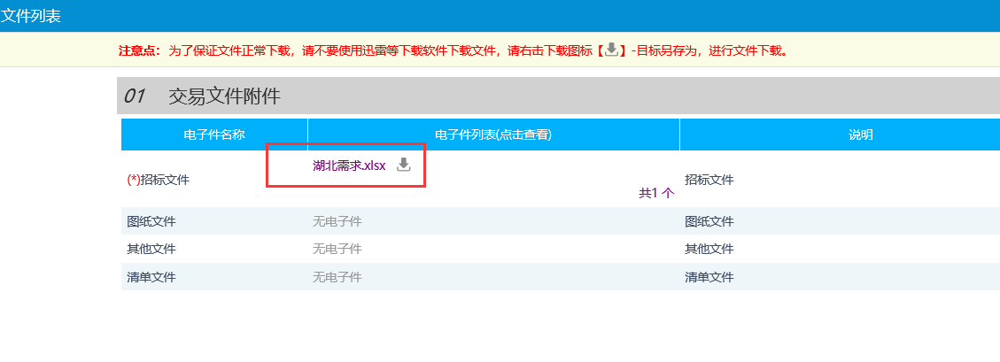 文件列表
注意点：为了保证文件正常下载，请不要使用迅雷等下载软件下载文件，请右击下载图标【】-目标另存为，进行文件下载。
01 交易文件附件
电子件名称 电子件列表(点击查看) 说明
湖北需求.xlsx
(*)招标文件 招标文件
共1 个
图纸文件 无电子件 图纸文件
其他文件 无电子件 其他文件
清单文件 无电子件 清单文件